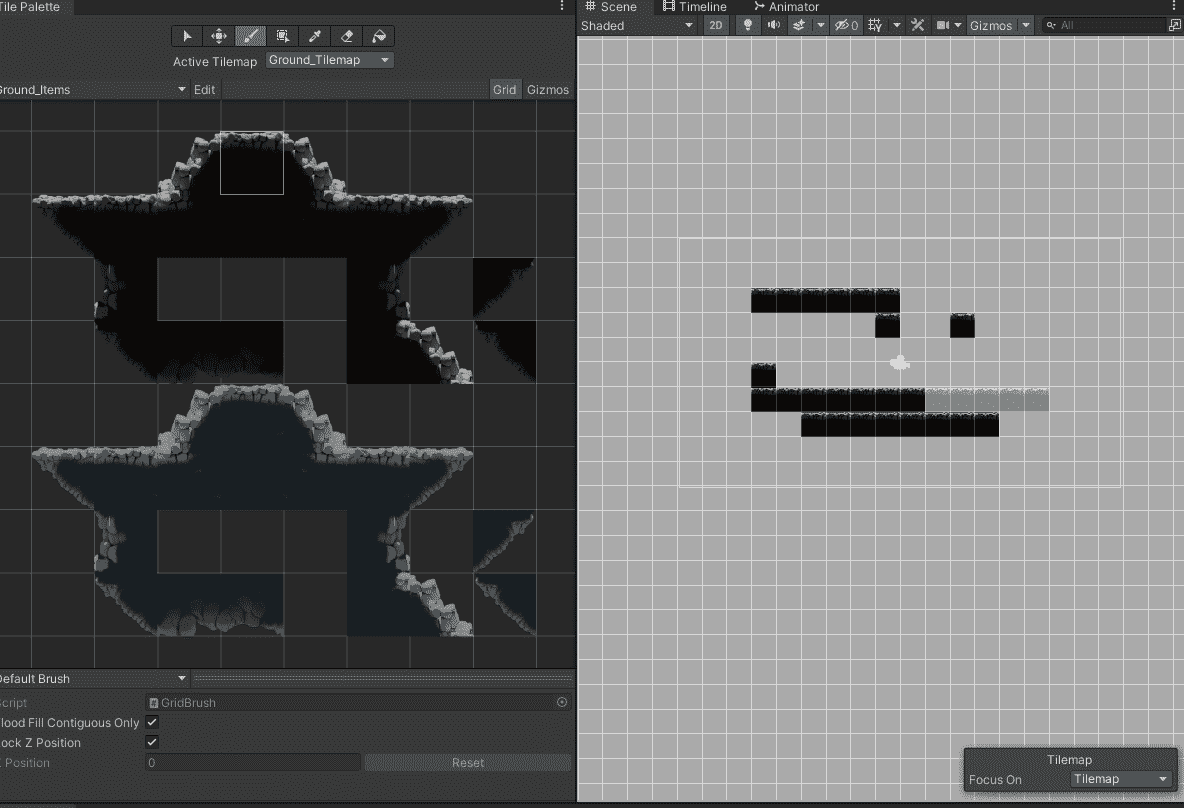 Tile Palette
Active Tilemap Ground_Tilemap
Ground_Items Edit Grid Gizmos
Default Brush
Script GridBrush
Flood Fill Contiguous Only
Lock Z Position
Z Position 0 Reset
Scene Timeline Animator
Shaded 2D 0 Gizmos All
Tilemap
Focus On Tilemap